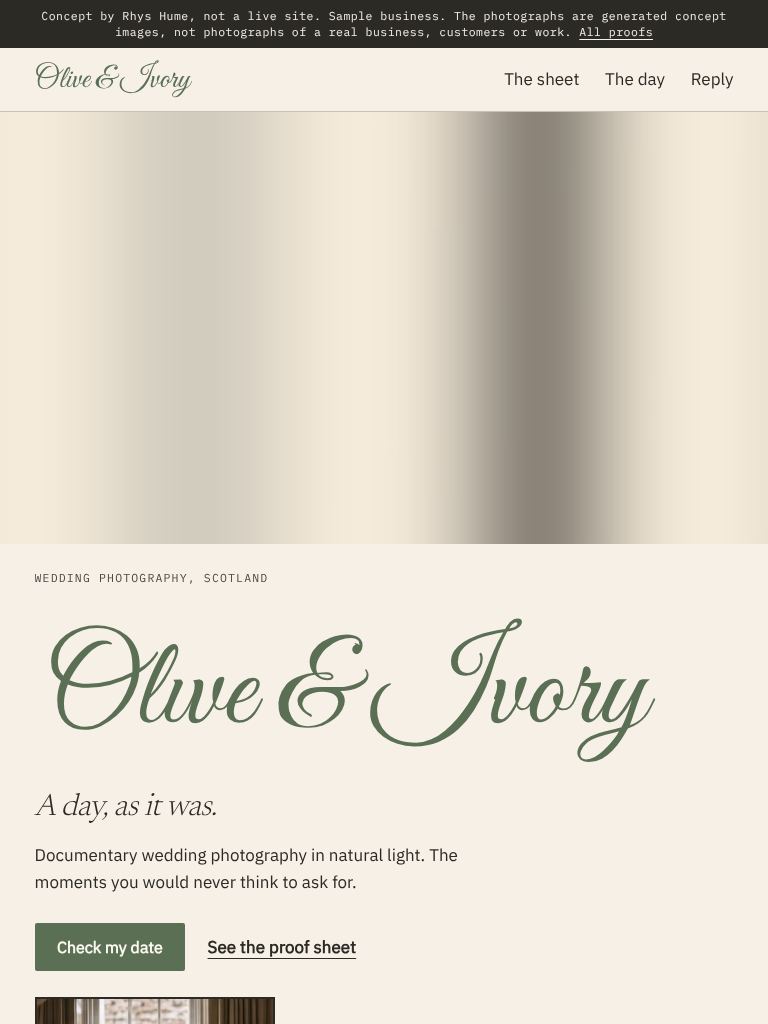 Concept by Rhys Hume, not a live site. Sample business. The photographs are generated concept
images, not photographs of a real business, customers or work. All proofs
Olive & Ivory
The sheet
The day
Reply
WEDDING PHOTOGRAPHY, SCOTLAND
Olive & Ivory
A day, as it was.
Documentary wedding photography in natural light. The
moments you would never think to ask for.
Check my date
See the proof sheet